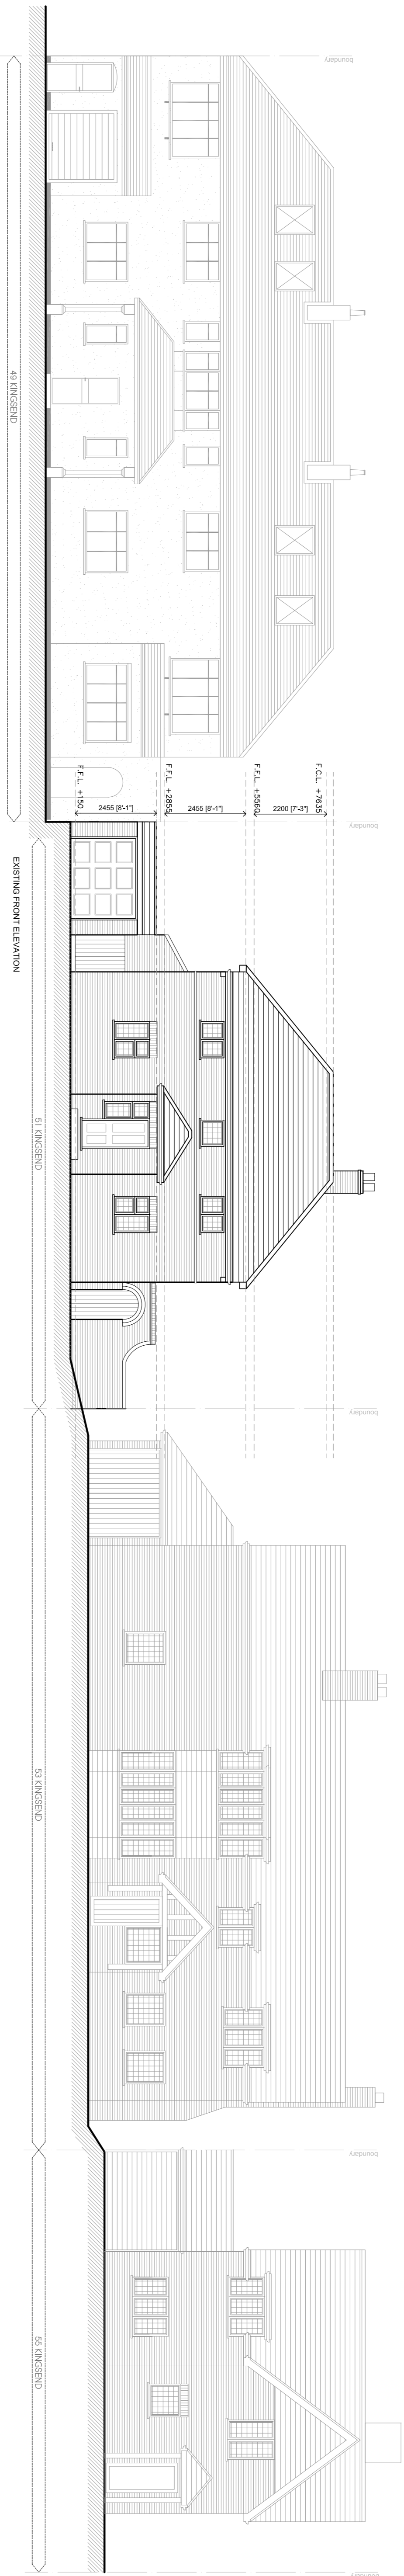 boundary
49 KINGSEND
F.F.L. +150
2455 [8'-1"]
F.F.L. +2855
2455 [8'-1"]
F.F.L. +5560
2200 [7'-3"]
F.C.L. +7635
boundary
EXISTING FRONT ELEVATION
51 KINGSEND
boundary
53 KINGSEND
boundary
55 KINGSEND
boundary